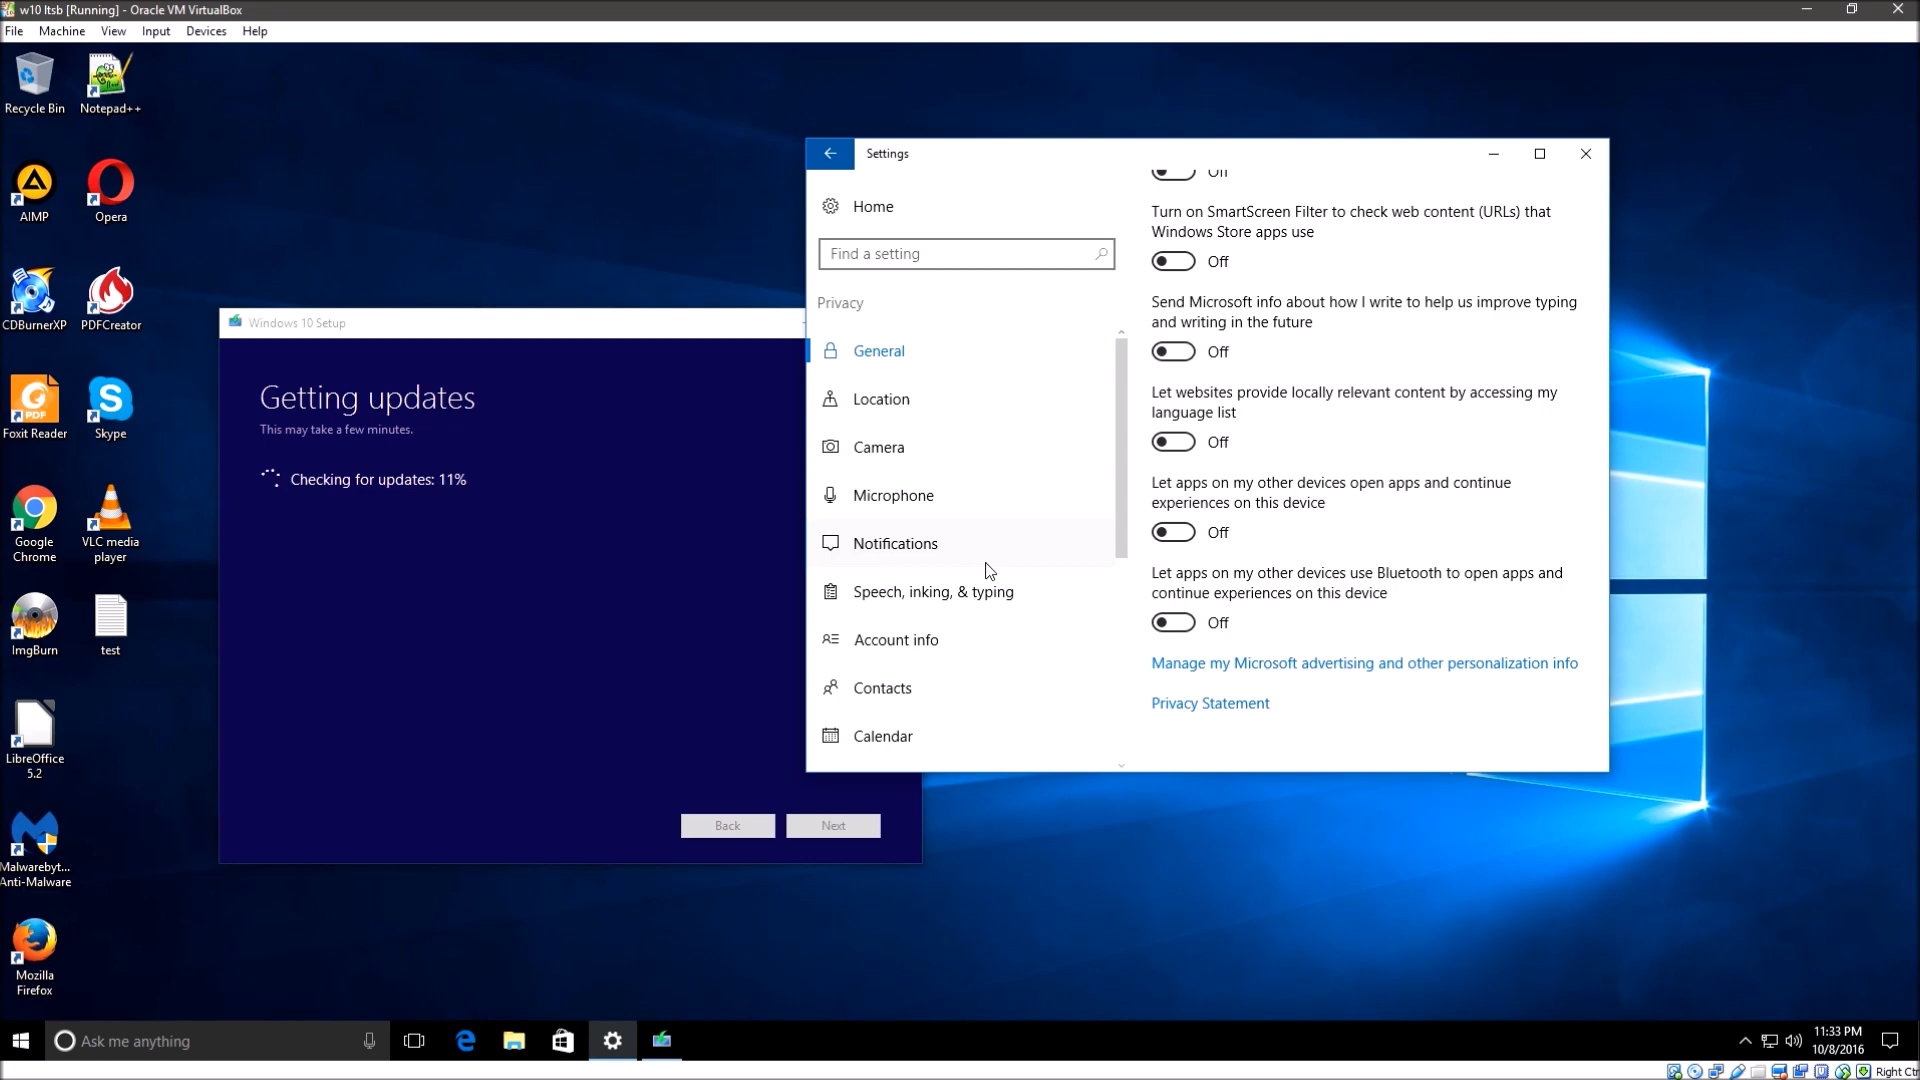 w10 ltsb [Running] - Oracle VM VirtualBox
File Machine View Input Devices Help
Recycle Bin
Notepad++
AIMP
Opera
CDBurnerXP
PDFCreator
Foxit Reader
Skype
Google
Chrome
VLC media
player
ImgBurn
test
LibreOffice
5.2
Malwarebyt...
Anti-Malware
Mozilla
Firefox
Windows 10 Setup
Getting updates
This may take a few minutes.
Checking for updates: 11%
Back
Next
Settings
Home
Find a setting
Privacy
General
Location
Camera
Microphone
Notifications
Speech, inking, & typing
Account info
Contacts
Calendar
Off
Turn on SmartScreen Filter to check web content (URLs) that
Windows Store apps use
Off
Send Microsoft info about how I write to help us improve typing
and writing in the future
Off
Let websites provide locally relevant content by accessing my
language list
Off
Let apps on my other devices open apps and continue
experiences on this device
Off
Let apps on my other devices use Bluetooth to open apps and
continue experiences on this device
Off
Manage my Microsoft advertising and other personalization info
Privacy Statement
Ask me anything
11:33 PM
10/8/2016
Right Ctr